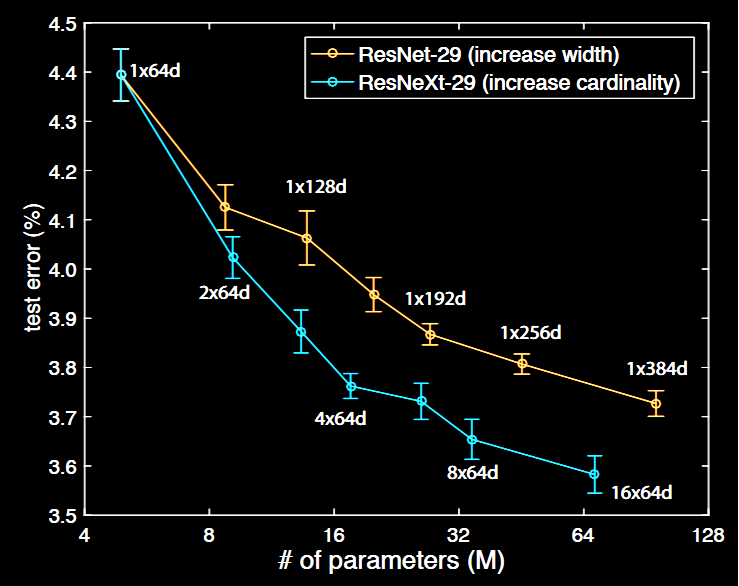 4.5
4.4
4.3
4.2
4.1
4.0
3.9
3.8
3.7
3.6
3.5
test error (%)
ResNet-29 (increase width)
ResNeXt-29 (increase cardinality)
1x64d
1x128d
2x64d
1x192d
1x256d
1x384d
4x64d
8x64d
16x64d
4 8 16 32 64 128
# of parameters (M)